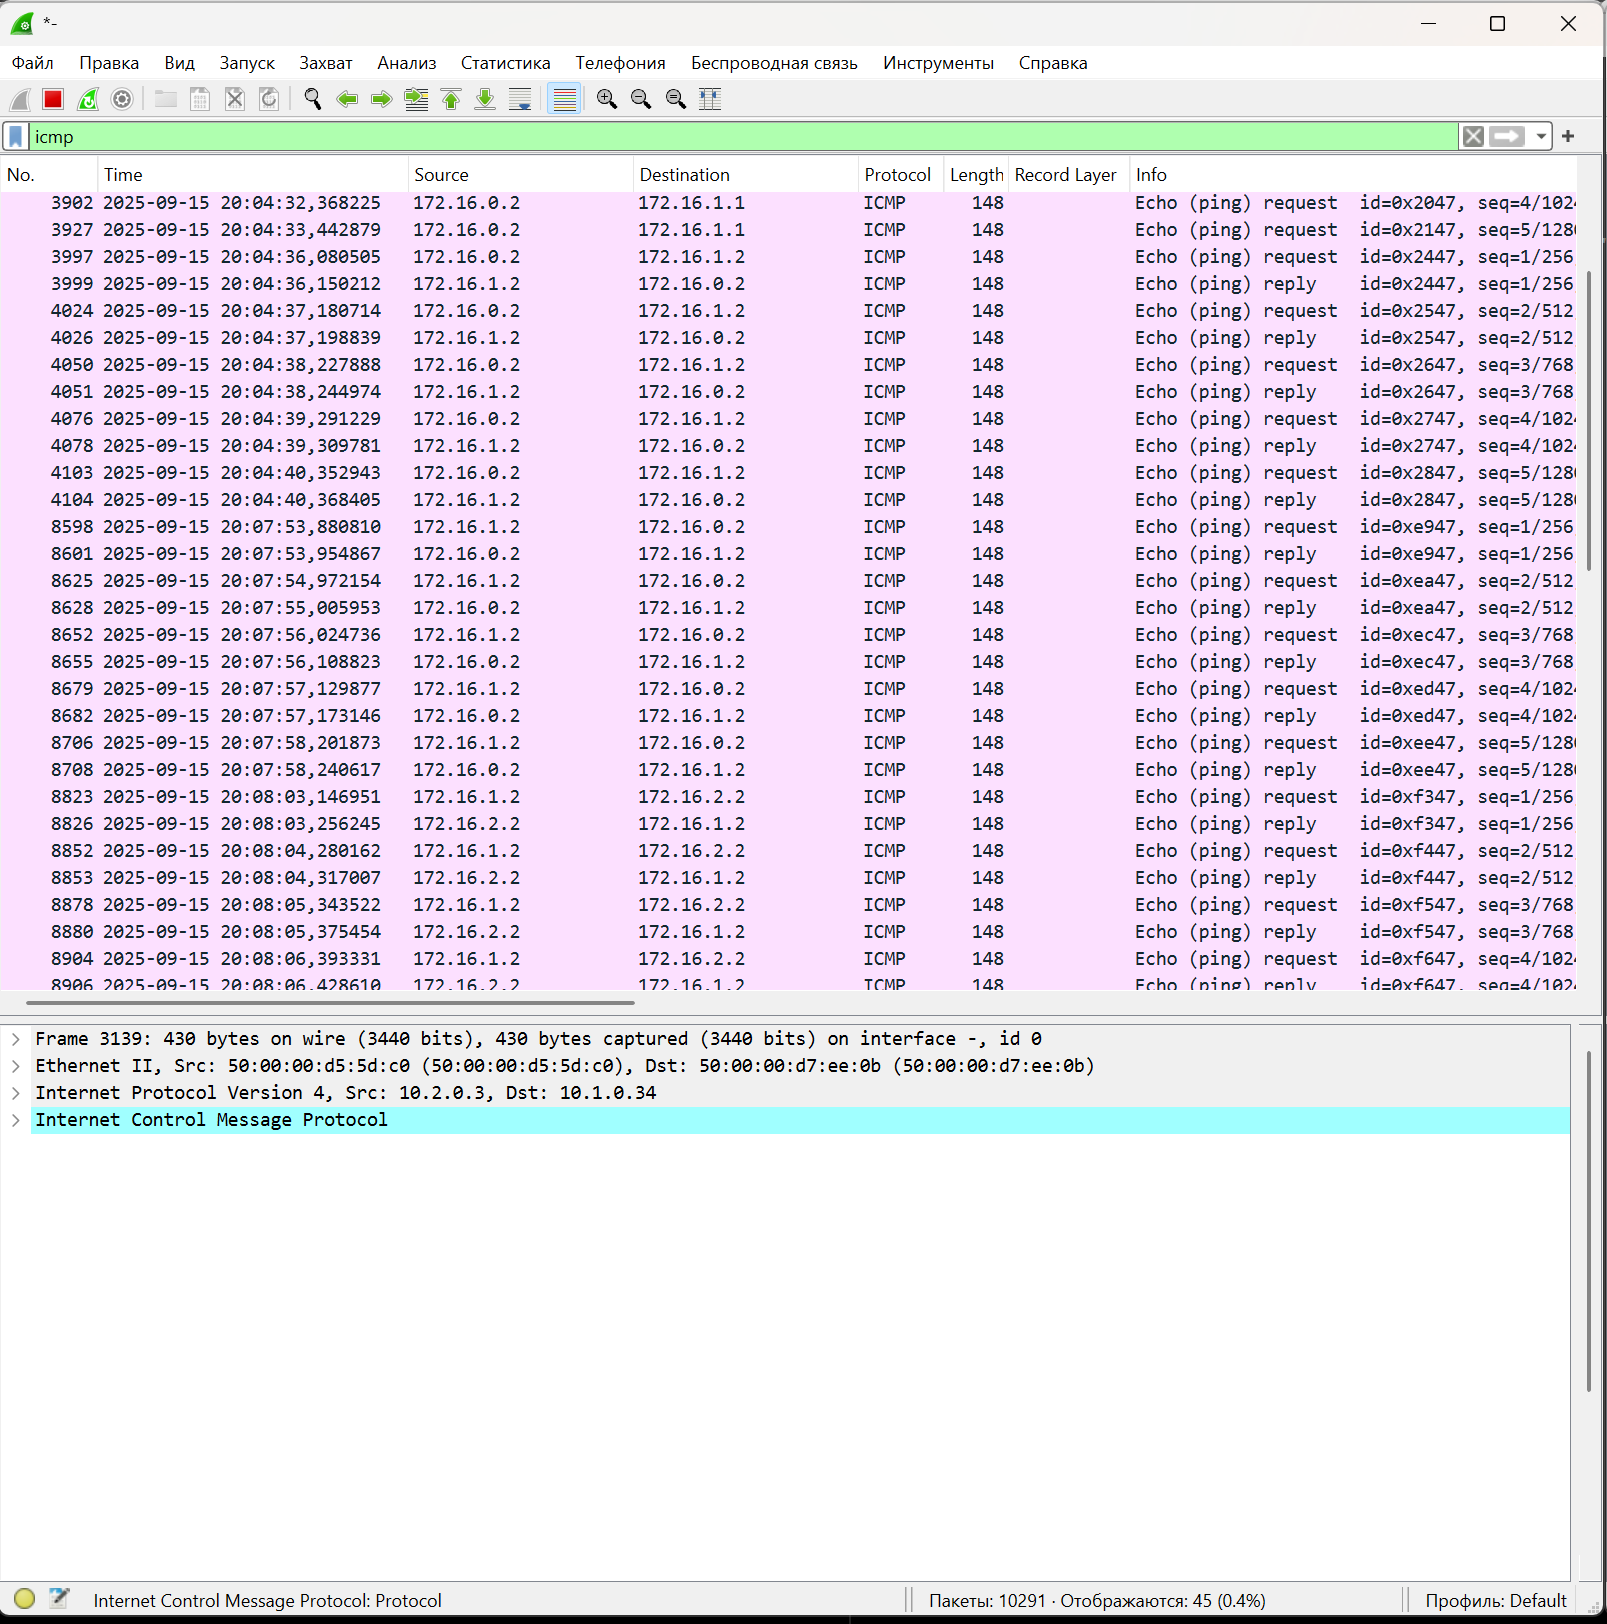 *-
Файл Правка Вид Запуск Захват Анализ Статистика Телефония Беспроводная связь Инструменты Справка
icmp
No. Time Source Destination Protocol Length Record Layer Info
3902 2025-09-15 20:04:32,368225 172.16.0.2 172.16.1.1 ICMP 148 Echo (ping) request id=0x2047, seq=4/1024
3927 2025-09-15 20:04:33,442879 172.16.0.2 172.16.1.1 ICMP 148 Echo (ping) request id=0x2147, seq=5/1280
3997 2025-09-15 20:04:36,080505 172.16.0.2 172.16.1.2 ICMP 148 Echo (ping) request id=0x2447, seq=1/256
3999 2025-09-15 20:04:36,150212 172.16.1.2 172.16.0.2 ICMP 148 Echo (ping) reply id=0x2447, seq=1/256
4024 2025-09-15 20:04:37,180714 172.16.0.2 172.16.1.2 ICMP 148 Echo (ping) request id=0x2547, seq=2/512
4026 2025-09-15 20:04:37,198839 172.16.1.2 172.16.0.2 ICMP 148 Echo (ping) reply id=0x2547, seq=2/512
4050 2025-09-15 20:04:38,227888 172.16.0.2 172.16.1.2 ICMP 148 Echo (ping) request id=0x2647, seq=3/768
4051 2025-09-15 20:04:38,244974 172.16.1.2 172.16.0.2 ICMP 148 Echo (ping) reply id=0x2647, seq=3/768
4076 2025-09-15 20:04:39,291229 172.16.0.2 172.16.1.2 ICMP 148 Echo (ping) request id=0x2747, seq=4/1024
4078 2025-09-15 20:04:39,309781 172.16.1.2 172.16.0.2 ICMP 148 Echo (ping) reply id=0x2747, seq=4/1024
4103 2025-09-15 20:04:40,352943 172.16.0.2 172.16.1.2 ICMP 148 Echo (ping) request id=0x2847, seq=5/1280
4104 2025-09-15 20:04:40,368405 172.16.1.2 172.16.0.2 ICMP 148 Echo (ping) reply id=0x2847, seq=5/1280
8598 2025-09-15 20:07:53,880810 172.16.1.2 172.16.0.2 ICMP 148 Echo (ping) request id=0xe947, seq=1/256
8601 2025-09-15 20:07:53,954867 172.16.0.2 172.16.1.2 ICMP 148 Echo (ping) reply id=0xe947, seq=1/256
8625 2025-09-15 20:07:54,972154 172.16.1.2 172.16.0.2 ICMP 148 Echo (ping) request id=0xea47, seq=2/512
8628 2025-09-15 20:07:55,005953 172.16.0.2 172.16.1.2 ICMP 148 Echo (ping) reply id=0xea47, seq=2/512
8652 2025-09-15 20:07:56,024736 172.16.1.2 172.16.0.2 ICMP 148 Echo (ping) request id=0xec47, seq=3/768
8655 2025-09-15 20:07:56,108823 172.16.0.2 172.16.1.2 ICMP 148 Echo (ping) reply id=0xec47, seq=3/768
8679 2025-09-15 20:07:57,129877 172.16.1.2 172.16.0.2 ICMP 148 Echo (ping) request id=0xed47, seq=4/1024
8682 2025-09-15 20:07:57,173146 172.16.0.2 172.16.1.2 ICMP 148 Echo (ping) reply id=0xed47, seq=4/1024
8706 2025-09-15 20:07:58,201873 172.16.1.2 172.16.0.2 ICMP 148 Echo (ping) request id=0xee47, seq=5/1280
8708 2025-09-15 20:07:58,240617 172.16.0.2 172.16.1.2 ICMP 148 Echo (ping) reply id=0xee47, seq=5/1280
8823 2025-09-15 20:08:03,146951 172.16.1.2 172.16.2.2 ICMP 148 Echo (ping) request id=0xf347, seq=1/256
8826 2025-09-15 20:08:03,256245 172.16.2.2 172.16.1.2 ICMP 148 Echo (ping) reply id=0xf347, seq=1/256
8852 2025-09-15 20:08:04,280162 172.16.1.2 172.16.2.2 ICMP 148 Echo (ping) request id=0xf447, seq=2/512
8853 2025-09-15 20:08:04,317007 172.16.2.2 172.16.1.2 ICMP 148 Echo (ping) reply id=0xf447, seq=2/512
8878 2025-09-15 20:08:05,343522 172.16.1.2 172.16.2.2 ICMP 148 Echo (ping) request id=0xf547, seq=3/768
8880 2025-09-15 20:08:05,375454 172.16.2.2 172.16.1.2 ICMP 148 Echo (ping) reply id=0xf547, seq=3/768
8904 2025-09-15 20:08:06,393331 172.16.1.2 172.16.2.2 ICMP 148 Echo (ping) request id=0xf647, seq=4/1024
8906 2025-09-15 20:08:06,428610 172.16.2.2 172.16.1.2 ICMP 148 Echo (ping) reply id=0xf647, seq=4/1024
Frame 3139: 430 bytes on wire (3440 bits), 430 bytes captured (3440 bits) on interface -, id 0
Ethernet II, Src: 50:00:00:d5:5d:c0 (50:00:00:d5:5d:c0), Dst: 50:00:00:d7:ee:0b (50:00:00:d7:ee:0b)
Internet Protocol Version 4, Src: 10.2.0.3, Dst: 10.1.0.34
Internet Control Message Protocol
Internet Control Message Protocol: Protocol Пакеты: 10291 · Отображаются: 45 (0.4%) Профиль: Default